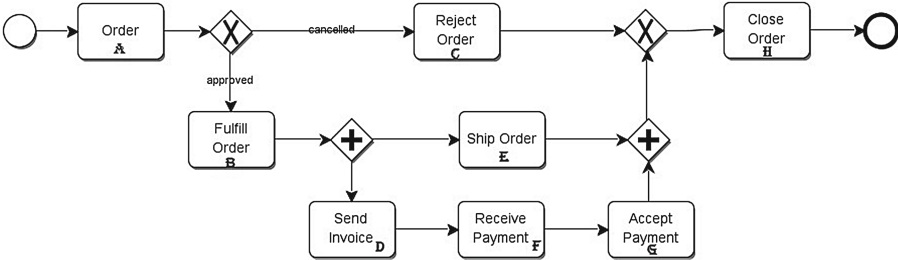 Order
A
cancelled
Reject
Order
C
Close
Order
H
approved
Fulfill
Order
B
Ship Order
E
Send
Invoice D
Receive
Payment F
Accept
Payment
G